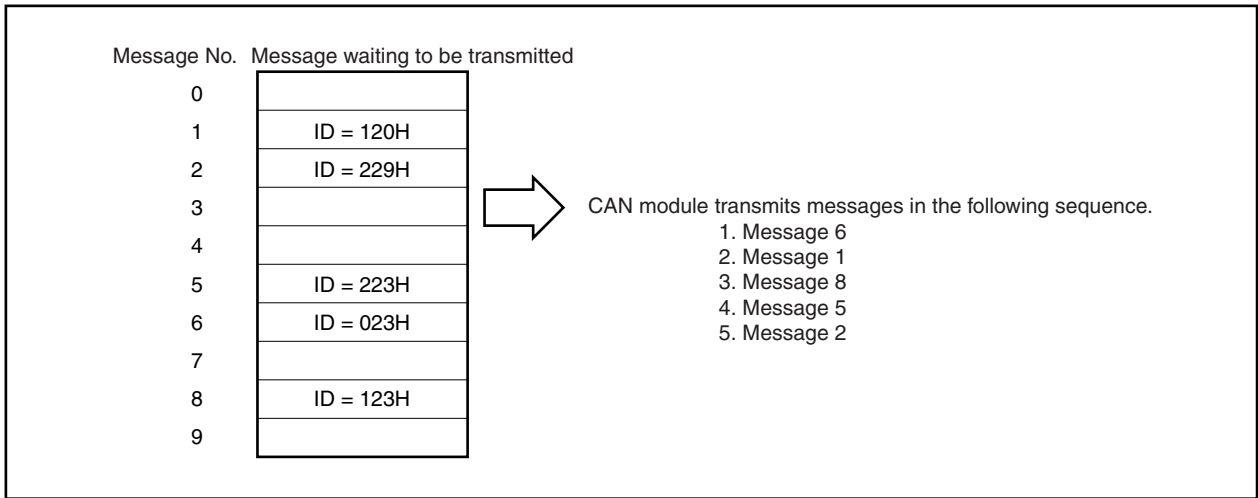 Message No. Message waiting to be transmitted
0
1 ID = 120H
2 ID = 229H
3
4
5 ID = 223H
6 ID = 023H
7
8 ID = 123H
9
CAN module transmits messages in the following sequence.
1. Message 6
2. Message 1
3. Message 8
4. Message 5
5. Message 2